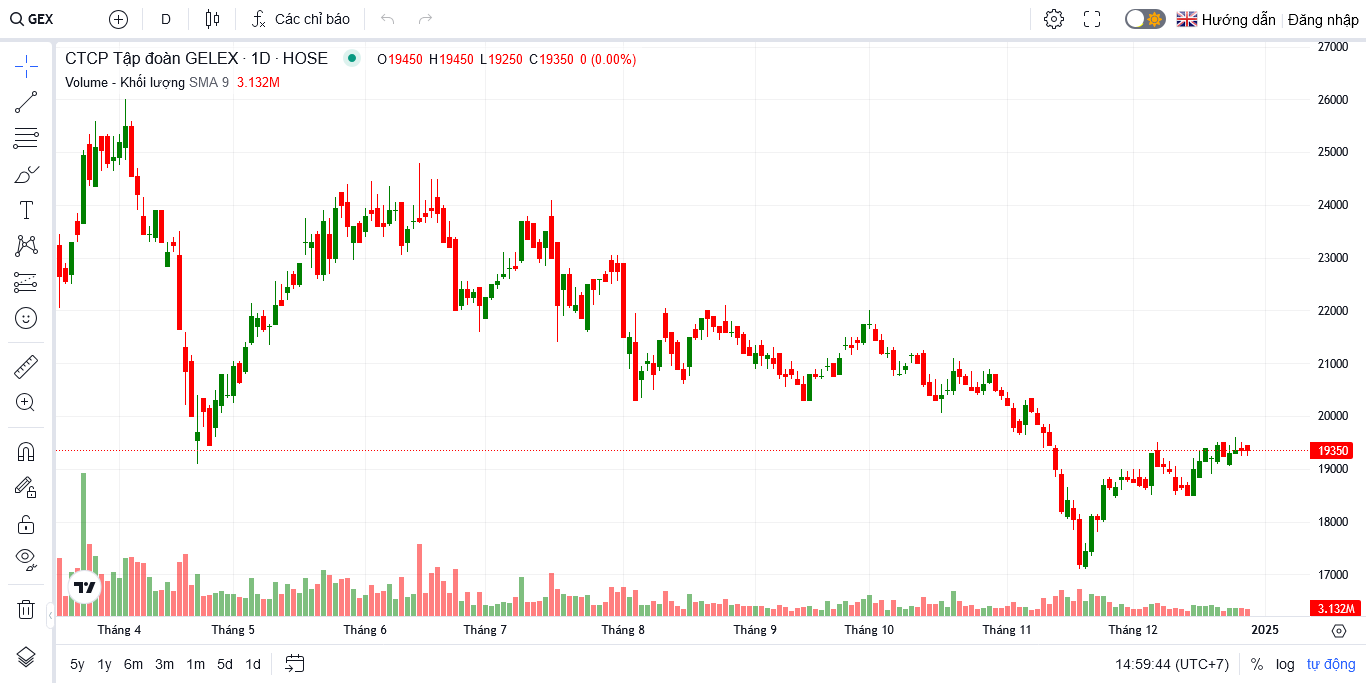 GEX D Các chỉ báo Hướng dẫn Đăng nhập
CTCP Tập đoàn GELEX · 1D · HOSE O19450 H19450 L19250 C19350 0 (0.00%)
Volume - Khối lượng SMA 9 3.132M
27000
26000
25000
24000
23000
22000
21000
20000
19350
19000
18000
17000
3.132M
Tháng 4 Tháng 5 Tháng 6 Tháng 7 Tháng 8 Tháng 9 Tháng 10 Tháng 11 Tháng 12 2025
5y 1y 6m 3m 1m 5d 1d 14:59:44 (UTC+7) % log tự động